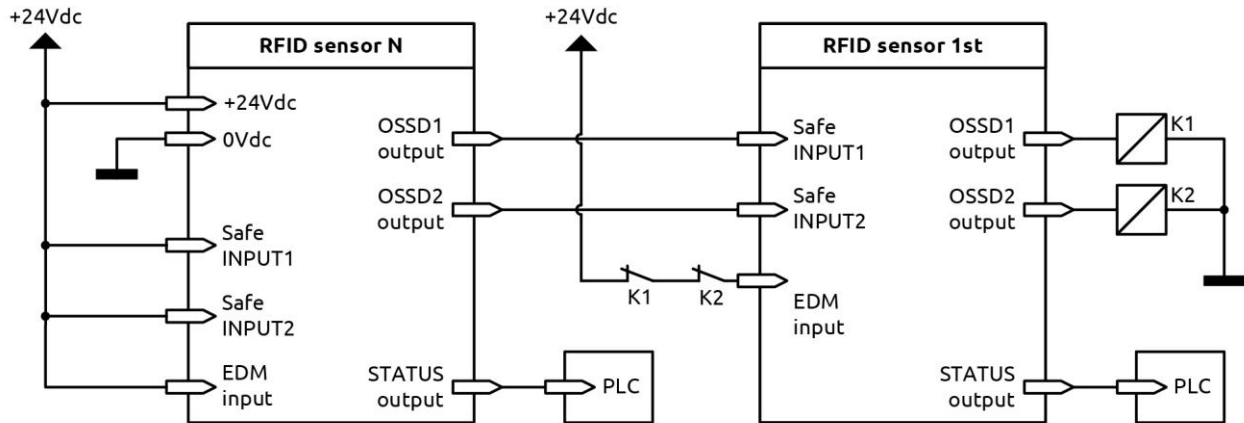 +24Vdc
RFID sensor N
+24Vdc
0Vdc
OSSD1
output
OSSD2
output
Safe
INPUT1
Safe
INPUT2
EDM
input
STATUS
output
PLC
+24Vdc
RFID sensor 1st
Safe
INPUT1
Safe
INPUT2
K1
K2
EDM
input
OSSD1
output
OSSD2
output
K1
K2
STATUS
output
PLC